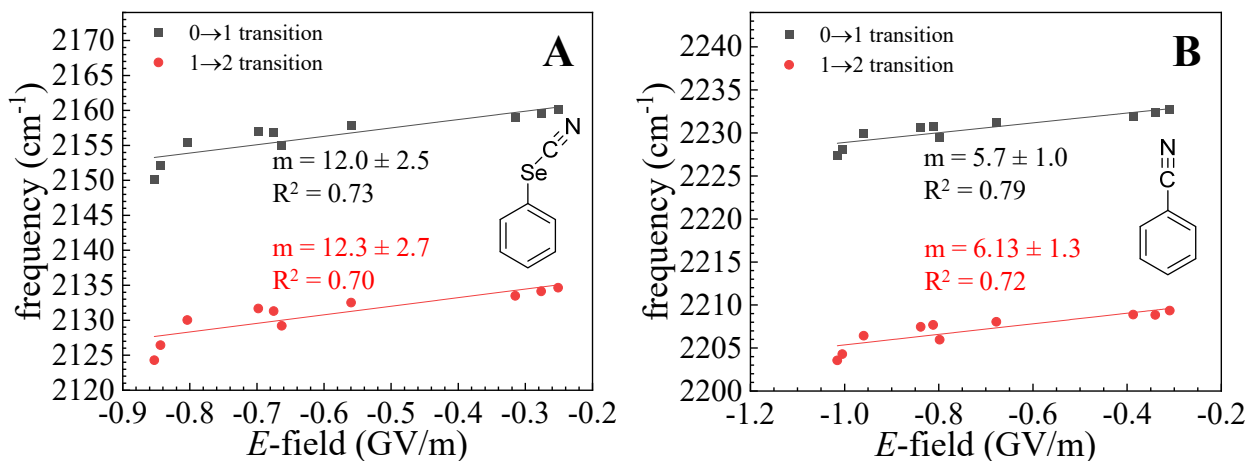 A
0→1 transition
1→2 transition
frequency (cm⁻¹)
2170
2165
2160
2155
2150
2145
2140
2135
2130
2125
2120
m = 12.0 ± 2.5
R² = 0.73
N
C
Se
m = 12.3 ± 2.7
R² = 0.70
-0.9 -0.8 -0.7 -0.6 -0.5 -0.4 -0.3 -0.2
E-field (GV/m)
B
0→1 transition
1→2 transition
2240
2235
2230
2225
2220
2215
2210
2205
2200
frequency (cm⁻¹)
m = 5.7 ± 1.0
R² = 0.79
N
C
m = 6.13 ± 1.3
R² = 0.72
-1.2 -1.0 -0.8 -0.6 -0.4 -0.2
E-field (GV/m)